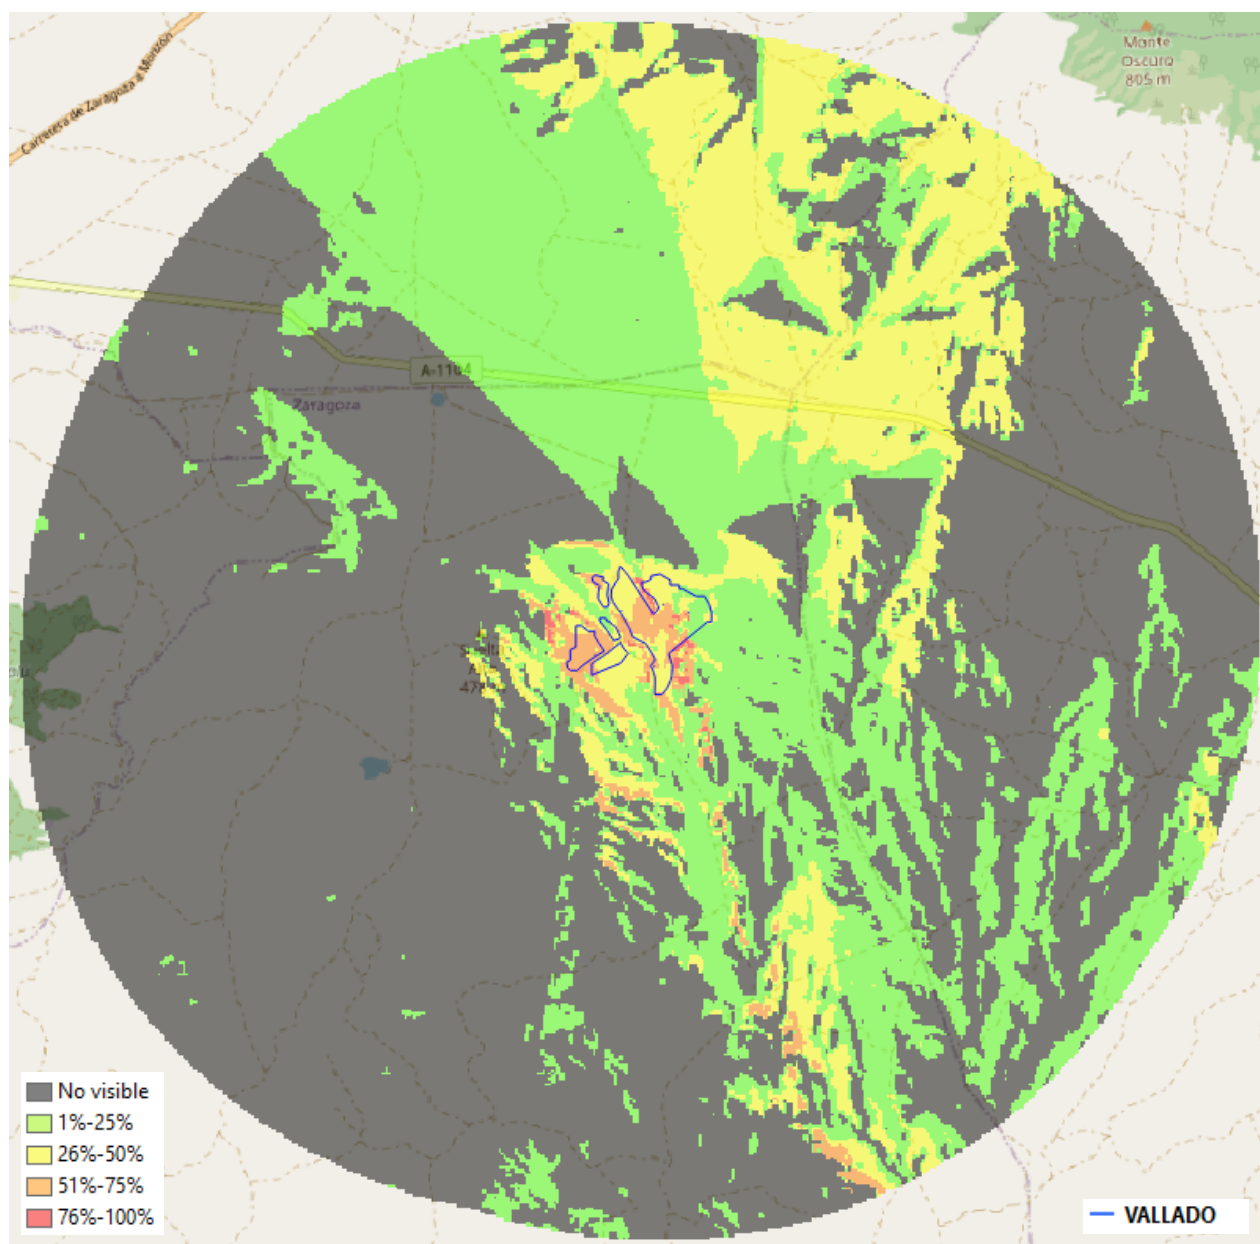 Monte
Oscuro
805 m
Carretera de Zaragoza a Monzón
A-1104
Zaragoza
No visible
1%-25%
26%-50%
51%-75%
76%-100%
VALLADO